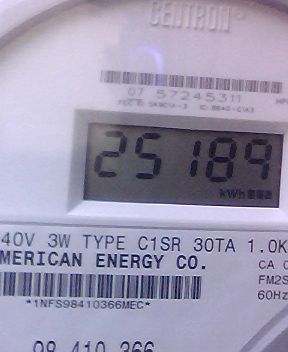 CENTRON®
07 57245311
25189
kWh
40V 3W TYPE C1SR 30TA 1.0K
MERICAN ENERGY CO.
CA 0
FM2S
60Hz
*1NFS98410366MEC*
98 410 366